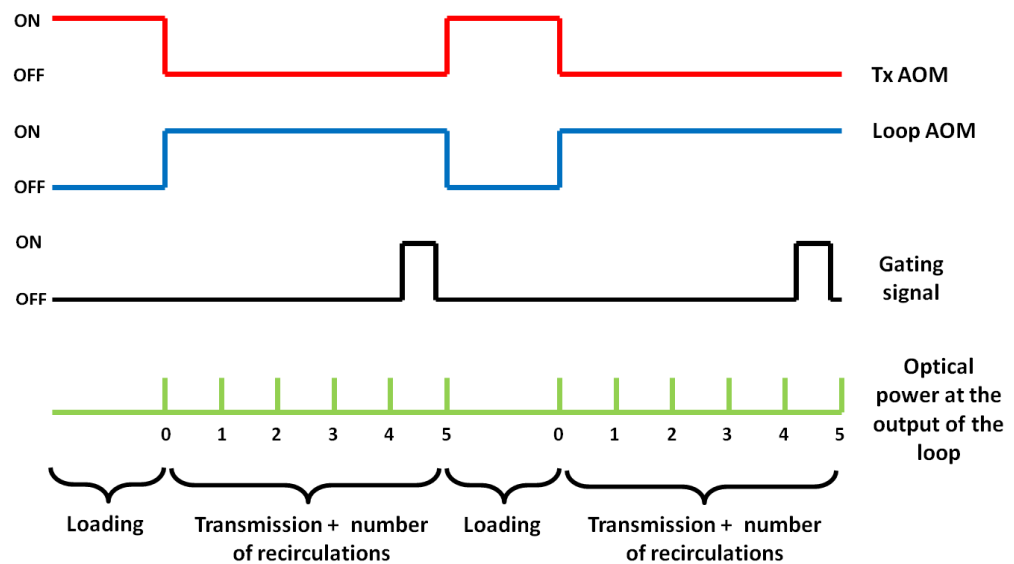 ON
OFF
Tx AOM
ON
Loop AOM
OFF
ON
Gating
signal
OFF
Optical
power at the
output of the
loop
0 1 2 3 4 5 0 1 2 3 4 5
Loading
Transmission + number
of recirculations
Loading
Transmission + number
of recirculations